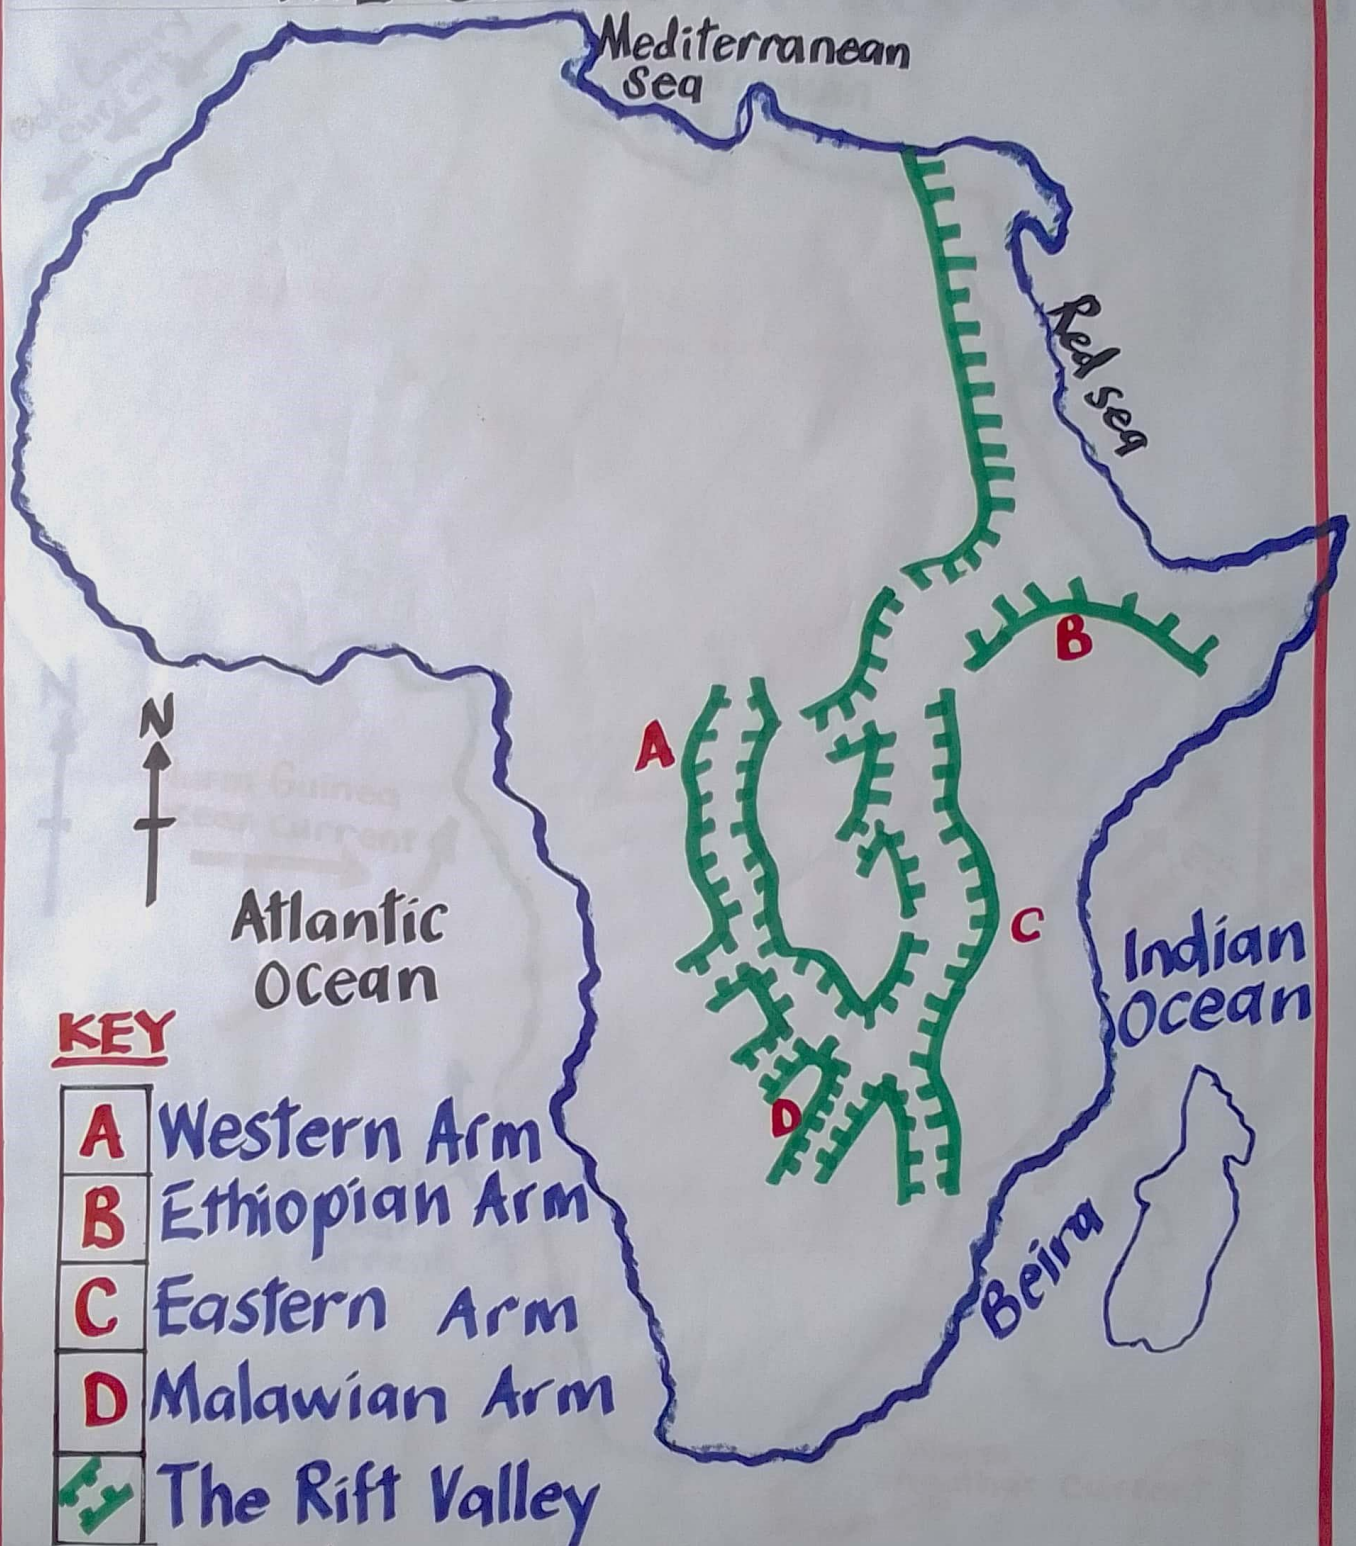 Mediterranean
Sea
Red sea
B
A
N
C
Atlantic
Ocean
Indian
Ocean
KEY
D
A Western Arm
B Ethiopian Arm
C Eastern Arm
Beira
D Malawian Arm
The Rift Valley